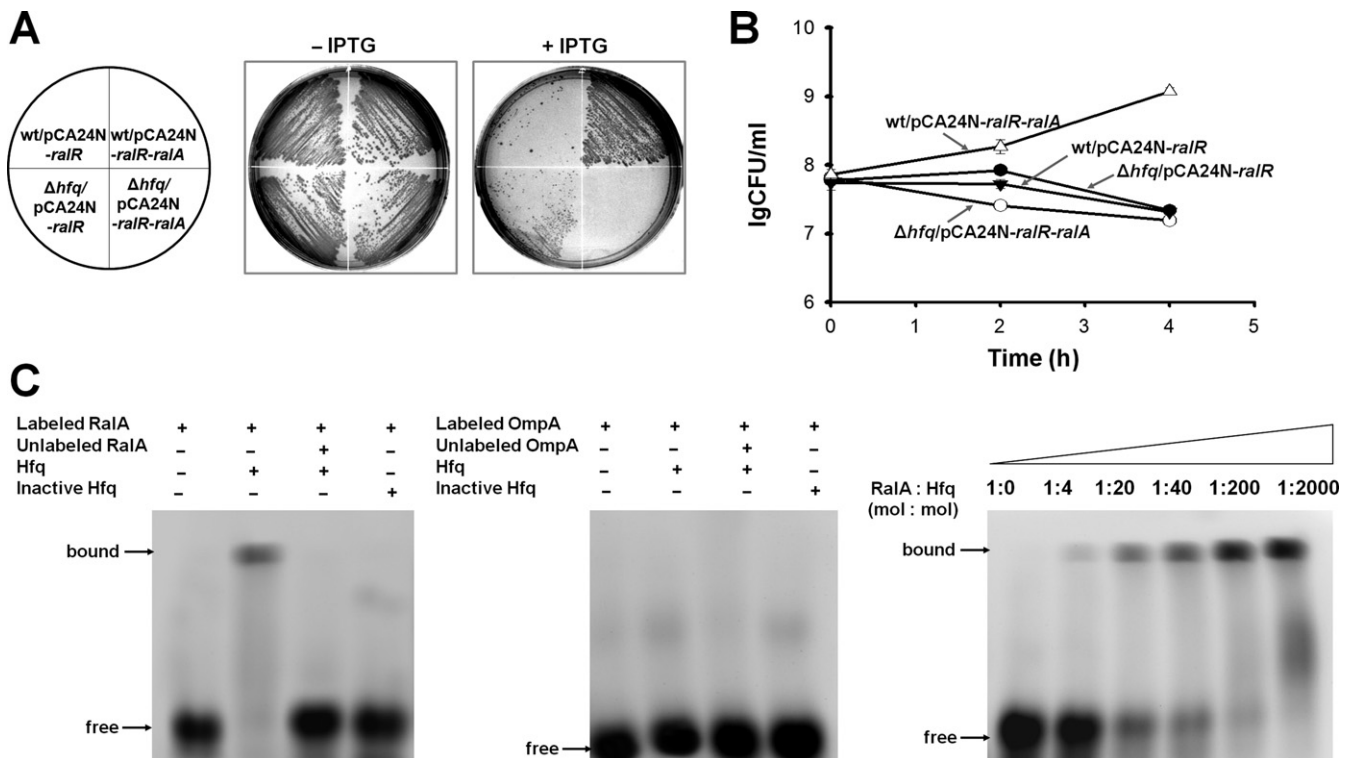 A
– IPTG
+ IPTG
wt/pCA24N
-ralR
wt/pCA24N
-ralR-ralA
Δhfq/
pCA24N
-ralR
Δhfq/
pCA24N
-ralR-ralA
B
10
9
8
7
6
lgCFU/ml
wt/pCA24N-ralR-ralA
wt/pCA24N-ralR
Δhfq/pCA24N-ralR
Δhfq/pCA24N-ralR-ralA
0 1 2 3 4 5
Time (h)
C
Labeled RalA + + + +
Unlabeled RalA – – + –
Hfq – + + –
Inactive Hfq – – – +
bound
free
Labeled OmpA + + + +
Unlabeled OmpA – – + –
Hfq – + + –
Inactive Hfq – – – +
free
RalA : Hfq 1:0 1:4 1:20 1:40 1:200 1:2000
(mol : mol)
bound
free